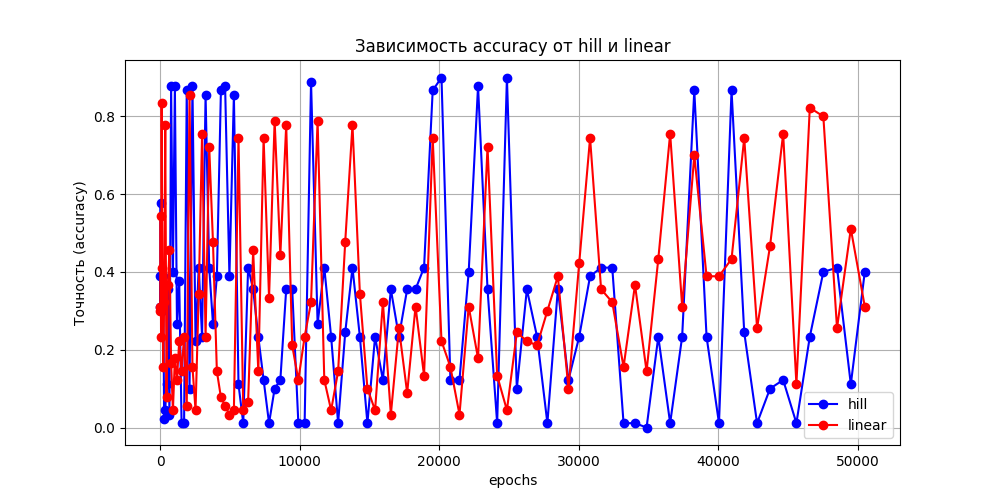 Зависимость accuracy от hill и linear
Точность (accuracy)
0.8
0.6
0.4
0.2
0.0
0 10000 20000 30000 40000 50000
epochs
hill
linear